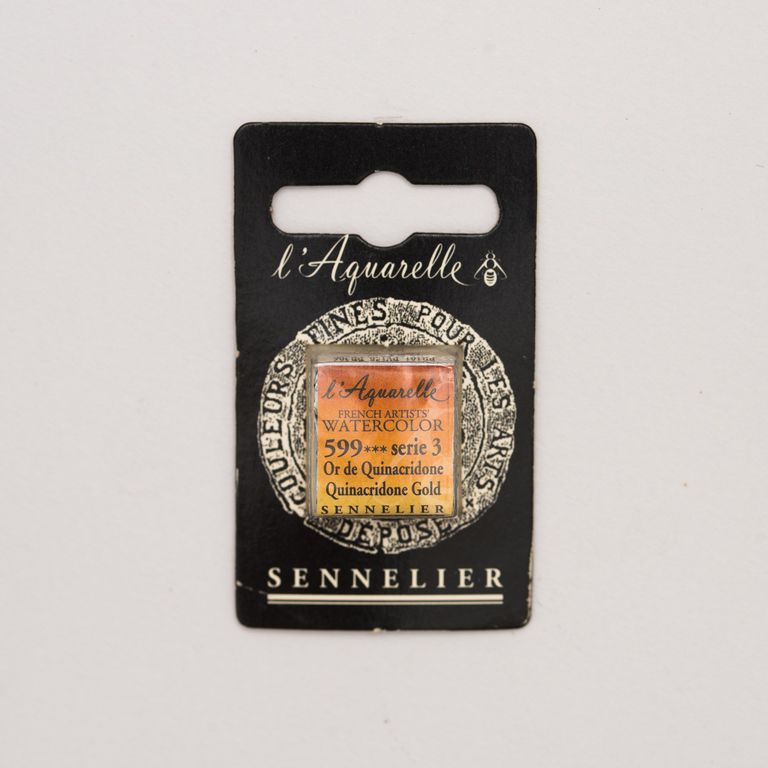 l'Aquarelle
COULEURS FINES POUR LES ARTS
DÉPOSÉ
l'Aquarelle
FRENCH ARTISTS'
WATERCOLOR
599*** serie 3
Or de Quinacridone
Quinacridone Gold
SENNELIER
SENNELIER